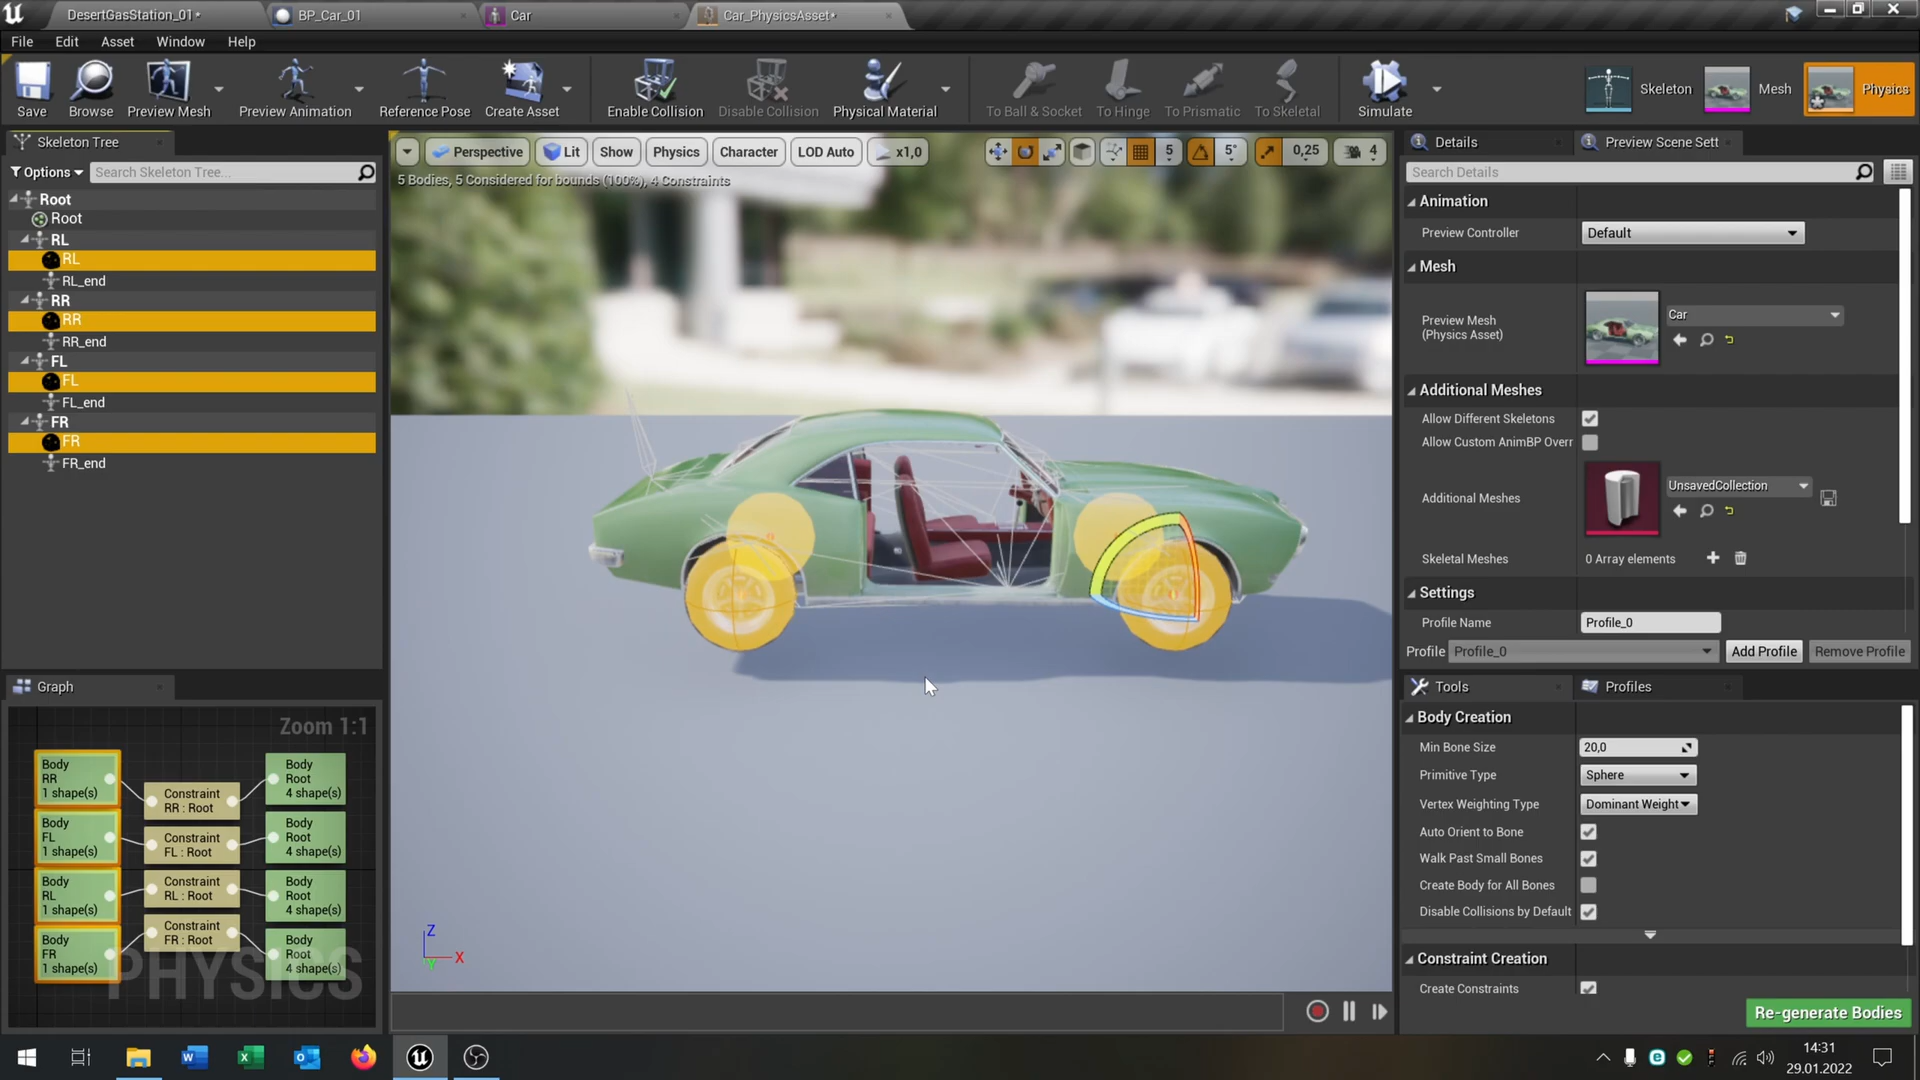 DesertGasStation_01*
BP_Car_01
Car
Car_PhysicsAsset*
File
Edit
Asset
Window
Help
Save
Browse
Preview Mesh
Preview Animation
Reference Pose
Create Asset
Enable Collision
Disable Collision
Physical Material
To Ball & Socket
To Hinge
To Prismatic
To Skeletal
Simulate
Skeleton
Mesh
Physics
Skeleton Tree
Options
Search Skeleton Tree...
Root
Root
RL
RL
RL_end
RR
RR
RR_end
FL
FL
FL_end
FR
FR
FR_end
Perspective
Lit
Show
Physics
Character
LOD Auto
x1,0
5
5°
0,25
4
5 Bodies, 5 Considered for bounds (100%), 4 Constraints
Z
X
Y
Graph
Zoom 1:1
Body
RR
1 shape(s)
Constraint
RR : Root
Body
Root
4 shape(s)
Body
FL
1 shape(s)
Constraint
FL : Root
Body
Root
4 shape(s)
Body
RL
1 shape(s)
Constraint
RL : Root
Body
Root
4 shape(s)
Body
FR
1 shape(s)
Constraint
FR : Root
Body
Root
4 shape(s)
PHYSICS
Details
Preview Scene Sett
Search Details
Animation
Preview Controller
Default
Mesh
Preview Mesh
(Physics Asset)
Car
Additional Meshes
Allow Different Skeletons
Allow Custom AnimBP Overr
Additional Meshes
UnsavedCollection
Skeletal Meshes
0 Array elements
Settings
Profile Name
Profile_0
Profile
Profile_0
Add Profile
Remove Profile
Tools
Profiles
Body Creation
Min Bone Size
20,0
Primitive Type
Sphere
Vertex Weighting Type
Dominant Weight
Auto Orient to Bone
Walk Past Small Bones
Create Body for All Bones
Disable Collisions by Default
Constraint Creation
Create Constraints
Re-generate Bodies
14:31
29.01.2022